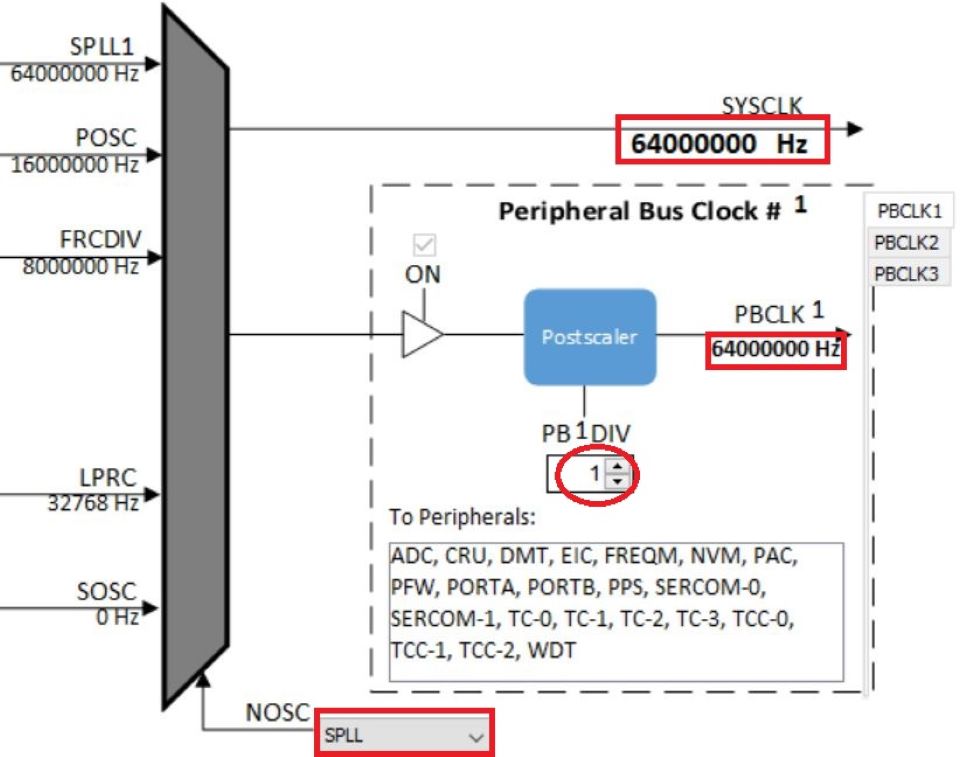 SPLL1
64000000 Hz
POSC
16000000 Hz
FRCDIV
8000000 Hz
LPRC
32768 Hz
SOSC
0 Hz
SYSCLK
64000000 Hz
Peripheral Bus Clock # 1
PBCLK1
PBCLK2
PBCLK3
ON
Postscaler
PBCLK 1
64000000 Hz
PB 1 DIV
1
To Peripherals:
ADC, CRU, DMT, EIC, FREQM, NVM, PAC,
PFW, PORTA, PORTB, PPS, SERCOM-0,
SERCOM-1, TC-0, TC-1, TC-2, TC-3, TCC-0,
TCC-1, TCC-2, WDT
NOSC
SPLL